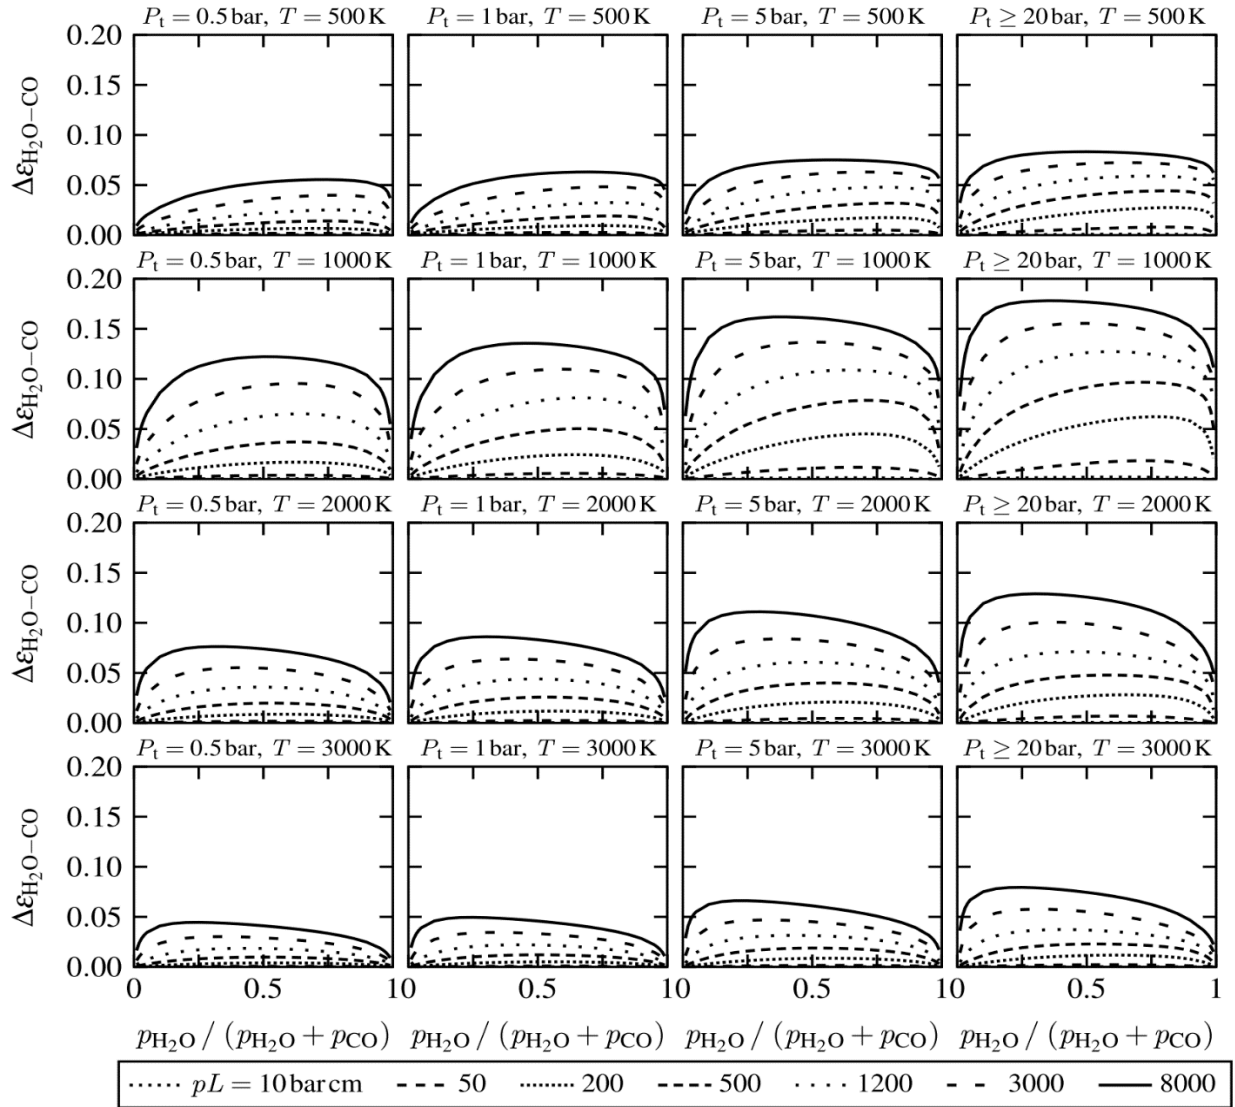 P_t = 0.5 bar, T = 500 K P_t = 1 bar, T = 500 K P_t = 5 bar, T = 500 K P_t ≥ 20 bar, T = 500 K
0.20
0.15
0.10
0.05
0.00
Δε_H₂O−CO
P_t = 0.5 bar, T = 1000 K P_t = 1 bar, T = 1000 K P_t = 5 bar, T = 1000 K P_t ≥ 20 bar, T = 1000 K
0.20
0.15
0.10
0.05
0.00
Δε_H₂O−CO
P_t = 0.5 bar, T = 2000 K P_t = 1 bar, T = 2000 K P_t = 5 bar, T = 2000 K P_t ≥ 20 bar, T = 2000 K
0.20
0.15
0.10
0.05
0.00
Δε_H₂O−CO
P_t = 0.5 bar, T = 3000 K P_t = 1 bar, T = 3000 K P_t = 5 bar, T = 3000 K P_t ≥ 20 bar, T = 3000 K
0.20
0.15
0.10
0.05
0.00
Δε_H₂O−CO
0 0.5 10 0.5 10 0.5 10 0.5 1
p_H₂O / (p_H₂O + p_CO) p_H₂O / (p_H₂O + p_CO) p_H₂O / (p_H₂O + p_CO) p_H₂O / (p_H₂O + p_CO)
pL = 10 bar cm 50 200 500 1200 3000 8000